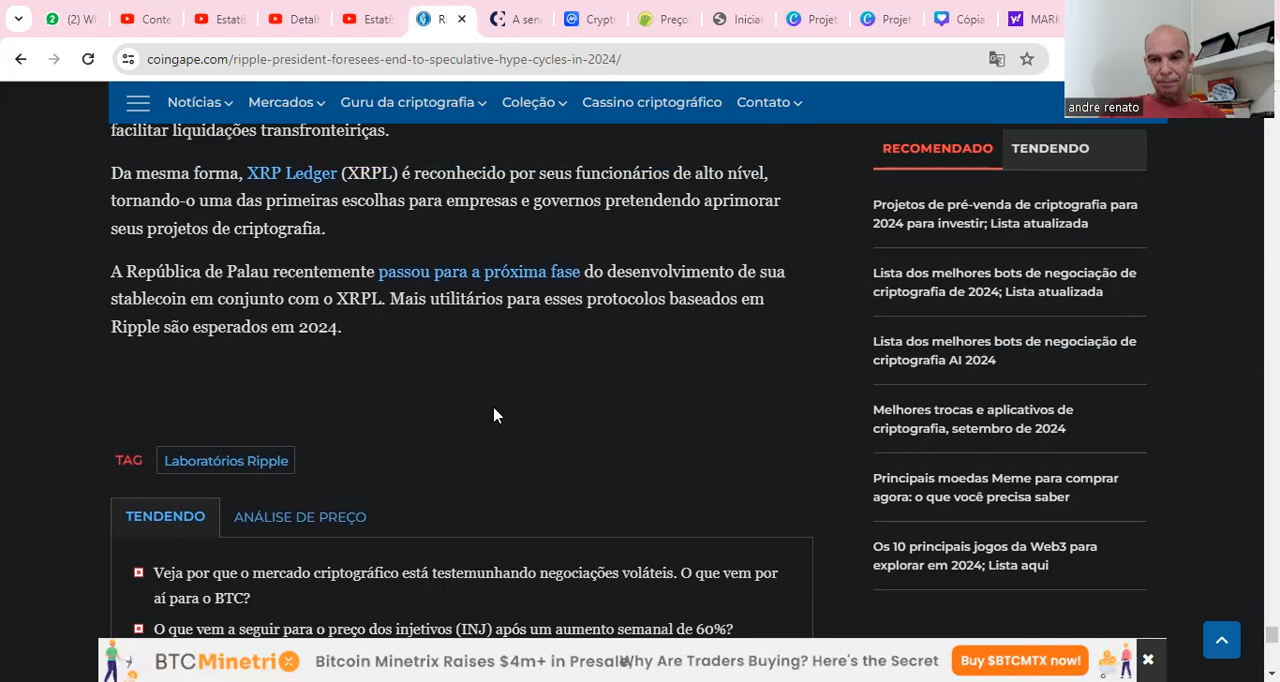 (2) Wl
Conte
Estatí
Detall
Estatí
R
A sen
Crypt
Preço
Iniciar
Projet
Projet
Cópia
MARK
coingape.com/ripple-president-foresees-end-to-speculative-hype-cycles-in-2024/
andre renato
Notícias Mercados Guru da criptografia Coleção Cassino criptográfico Contato
facilitar liquidações transfronteiriças.
Da mesna forma, XRP Ledger (XRPL) é reconhecido por seus funcionários de alto nível,
tornando-o uma das primeiras escolhas para empresas e governos pretendendo aprimorar
seus projetos de criptografia.
A República de Palau recentemente passou para a próxima fase do desenvolvimento de sua
stablecoin em conjunto com o XRPL. Mais utilitários para esses protocolos baseados em
Ripple são esperados em 2024.
TAG Laboratórios Ripple
TENDENDO ANÁLISE DE PREÇO
Veja por que o mercado criptográfico está testemunhando negociações voláteis. O que vem por
aí para o BTC?
O que vem a seguir para o preço dos injetivos (INJ) após um aumento semanal de 60%?
RECOMENDADO TENDENDO
Projetos de pré-venda de criptografia para
2024 para investir; Lista atualizada
Lista dos melhores bots de negociação de
criptografia de 2024; Lista atualizada
Lista dos melhores bots de negociação de
criptografia AI 2024
Melhores trocas e aplicativos de
criptografia, setembro de 2024
Principais moedas Meme para comprar
agora: o que você precisa saber
Os 10 principais jogos da Web3 para
explorar em 2024; Lista aqui
BTCMinetrix Bitcoin Minetrix Raises $4m+ in Presale Why Are Traders Buying? Here's the Secret Buy $BTCMTX now!